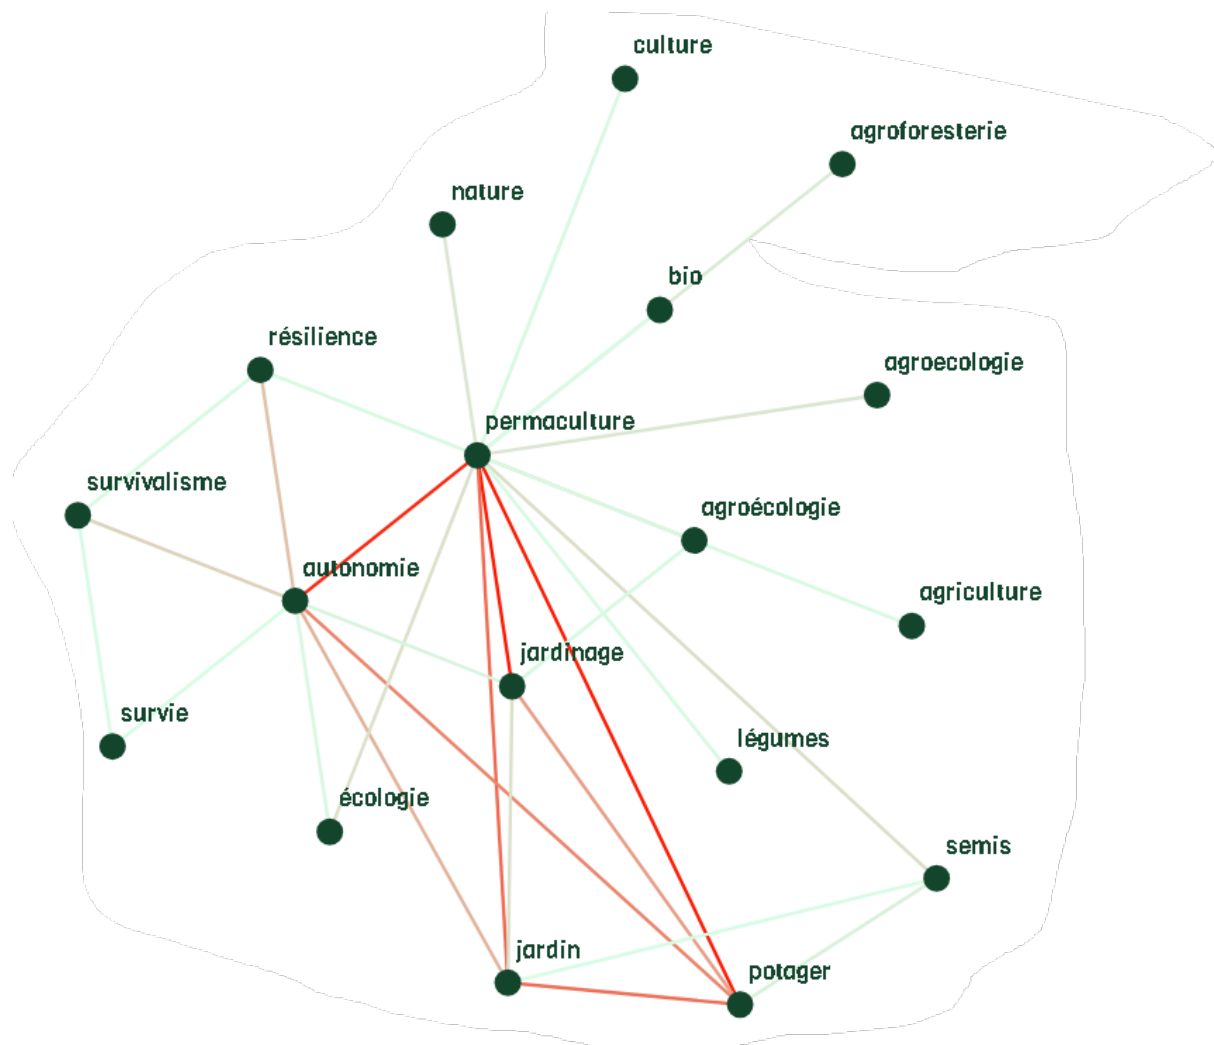 culture
agroforesterie
nature
bio
résilience
agroecologie
permaculture
survivalisme
agroécologie
autonomie
agriculture
jardinage
survie
légumes
écologie
semis
jardin
potager